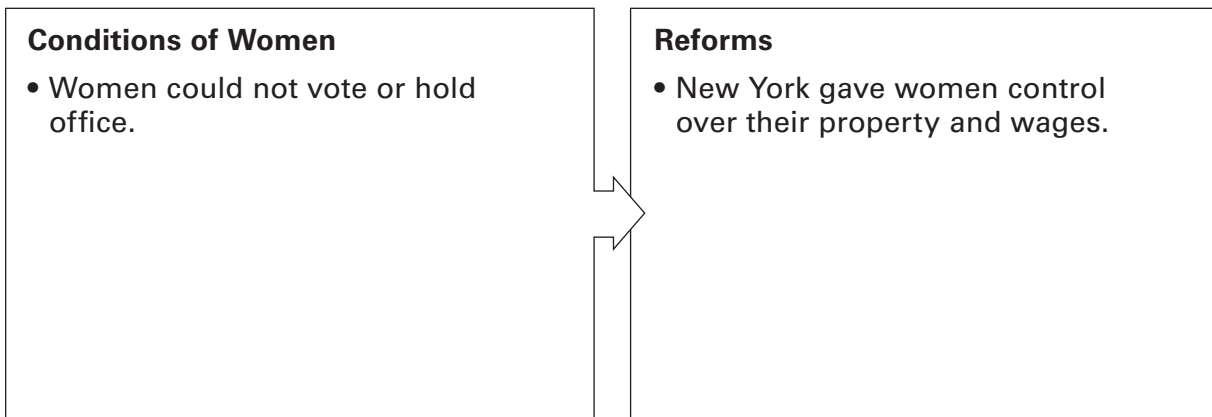 Conditions of Women
• Women could not vote or hold
office.
Reforms
• New York gave women control
over their property and wages.